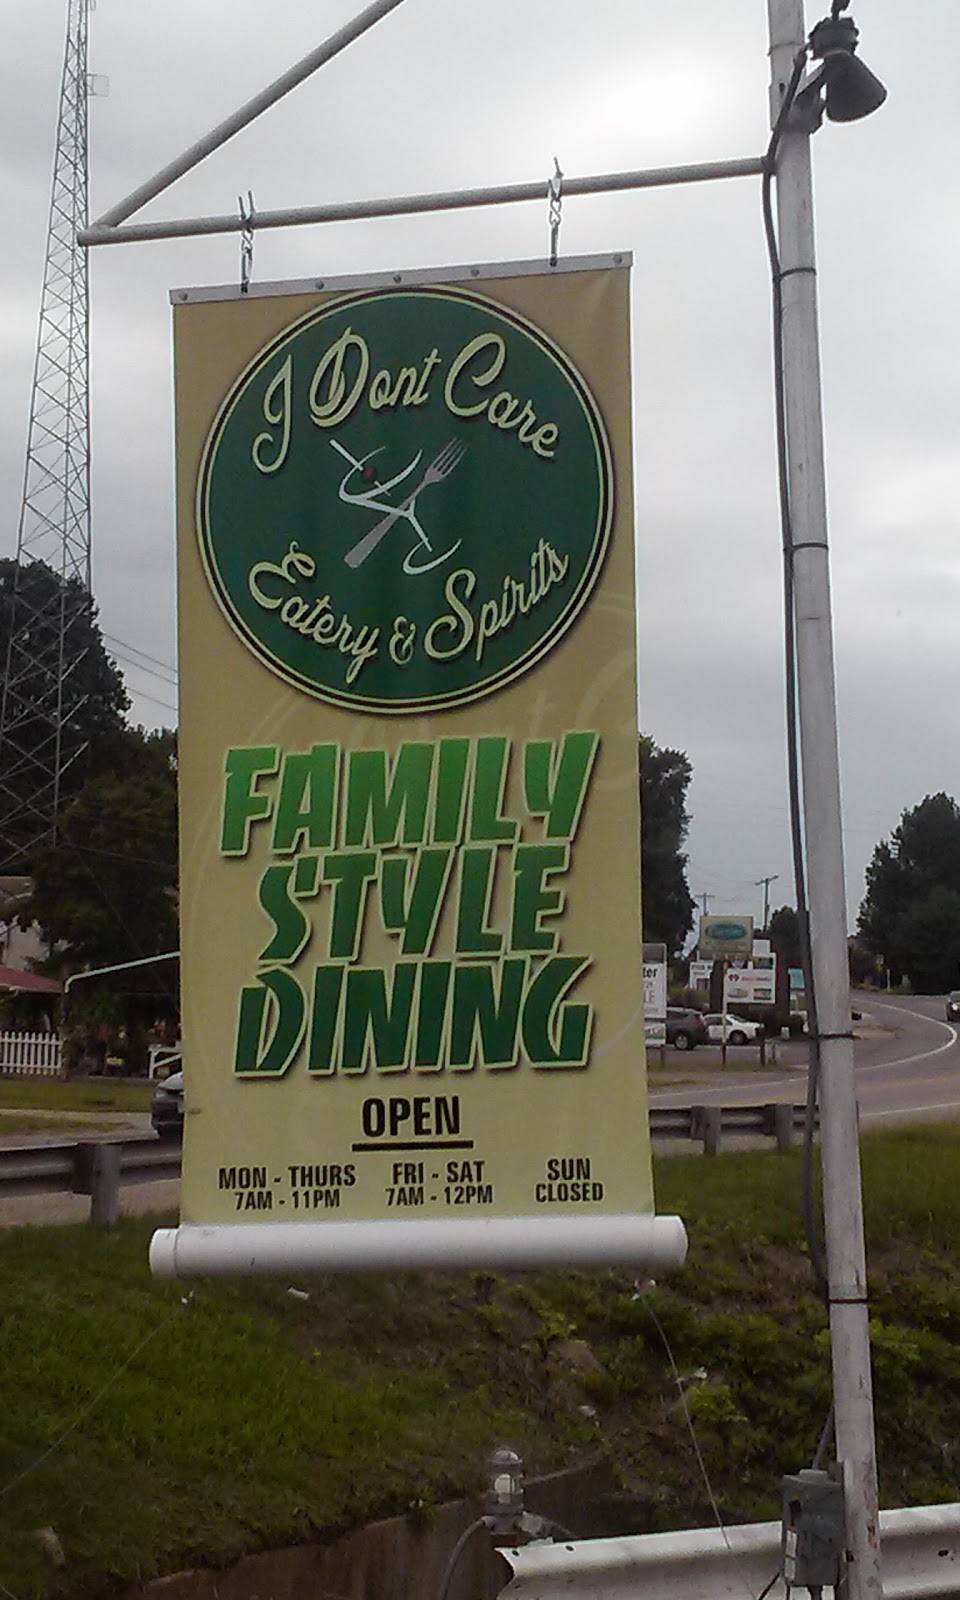 I Dont Care
Eatery & Spirits
FAMILY
STYLE
DINING
OPEN
MON - THURS
7AM - 11PM
FRI - SAT
7AM - 12PM
SUN
CLOSED